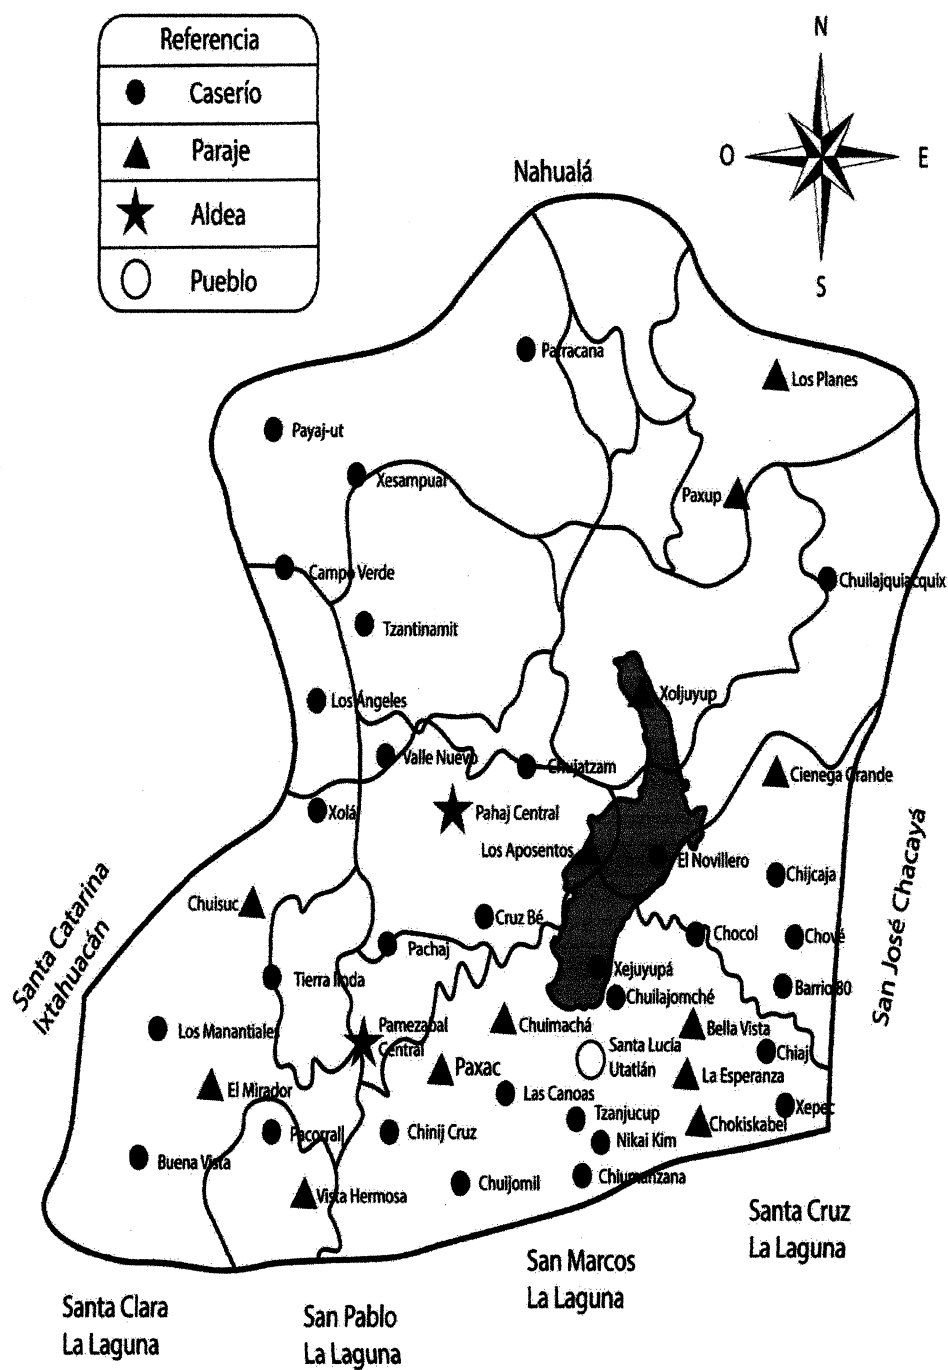 Referencia
Caserío
Paraje
Aldea
Pueblo
N
O
E
S
Nahualá
Parracana
Los Planes
Payaj-ut
Xesampual
Paxup
Campo Verde
Chuilajquiacquix
Tzantinamit
Los Ángeles
Xoljuyup
Valle Nuevo
Chujatzam
Cienega Grande
Xolá
Pahaj Central
Los Aposentos
El Novillero
Chijcaja
Chuisuc
Cruz Bé
Chocol
Chové
Pachaj
Santa Catarina
Ixtahuacán
San José Chacayá
Tierra linda
Xejuyupá
Barrio 80
Chuilajomché
Los Manantiales
Pamezabal
Central
Chuimachá
Bella Vista
Santa Lucía
Utatlán
Chiaj
Paxac
La Esperanza
El Mirador
Las Canoas
Xepec
Tzanjucup
Chokiskabel
Pacorral
Chinij Cruz
Nikai Kim
Buena Vista
Chuijomil
Chiumanzana
Vista Hermosa
Santa Cruz
La Laguna
San Marcos
La Laguna
Santa Clara
La Laguna
San Pablo
La Laguna